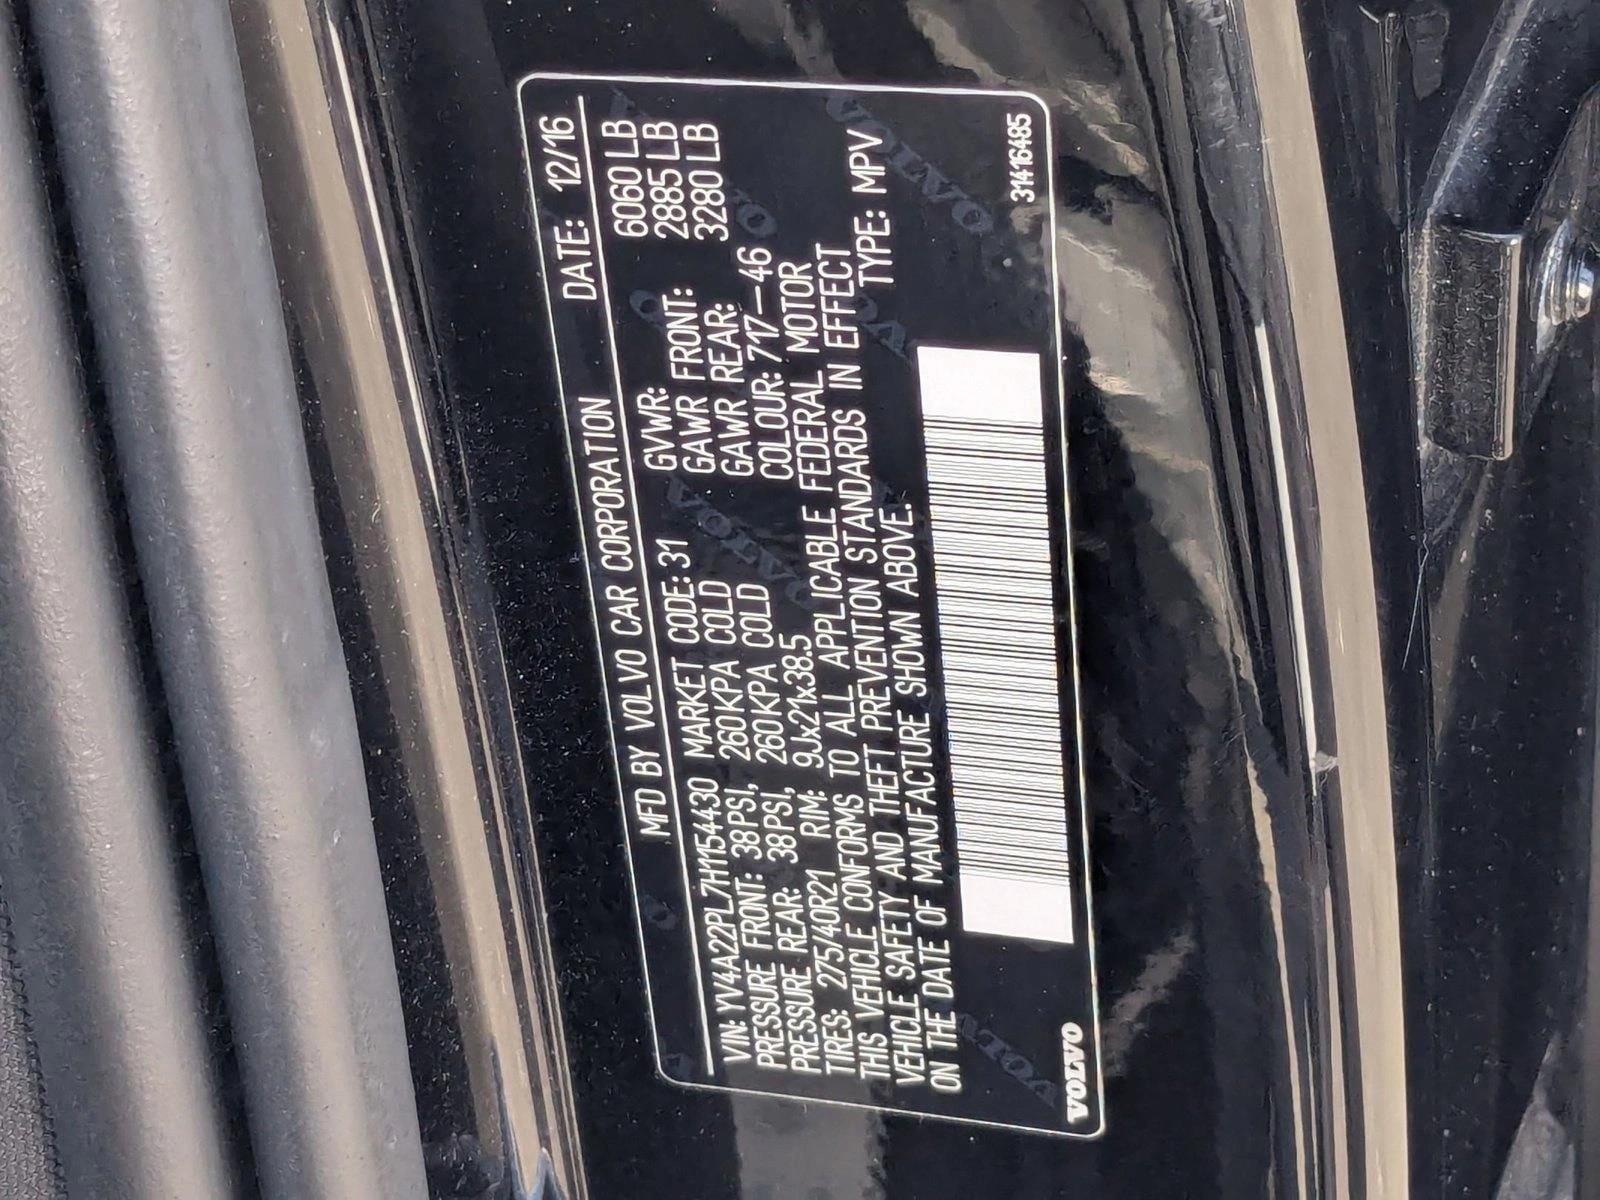 MFD BY VOLVO CAR CORPORATION DATE: 12/16
VIN: YV4A22PL7H1154430 MARKET CODE: 31 GVWR: 6060 LB
PRESSURE FRONT: 38PSI, 260KPA COLD GAWR FRONT: 2885 LB
PRESSURE REAR: 38PSI, 260KPA COLD GAWR REAR: 3280 LB
TIRES: 275/40R21 RIM: 9Jx21x38.5 COLOUR: 717-46
THIS VEHICLE CONFORMS TO ALL APPLICABLE FEDERAL MOTOR
VEHICLE SAFETY AND THEFT PREVENTION STANDARDS IN EFFECT
ON THE DATE OF MANUFACTURE SHOWN ABOVE. TYPE: MPV
VOLVO 31416485